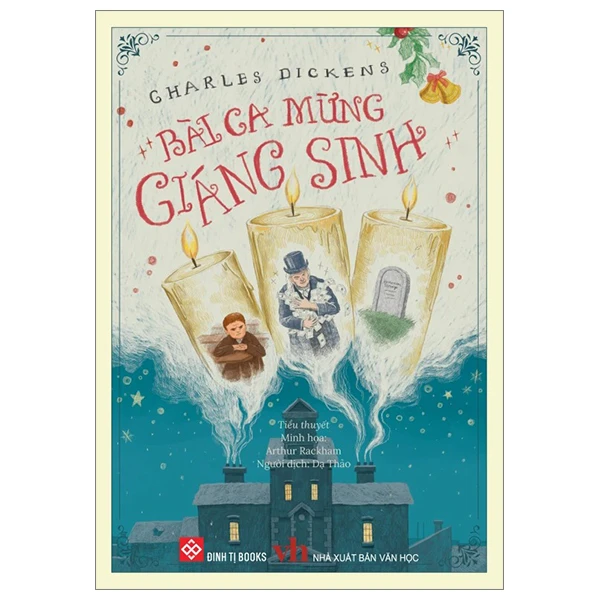 CHARLES DICKENS
BÀI CA MỪNG
GIÁNG SINH
Tiểu thuyết
Minh họa:
Arthur Rackham
Người dịch: Dạ Thảo
ĐINH TỊ BOOKS
vh
NHÀ XUẤT BẢN VĂN HỌC